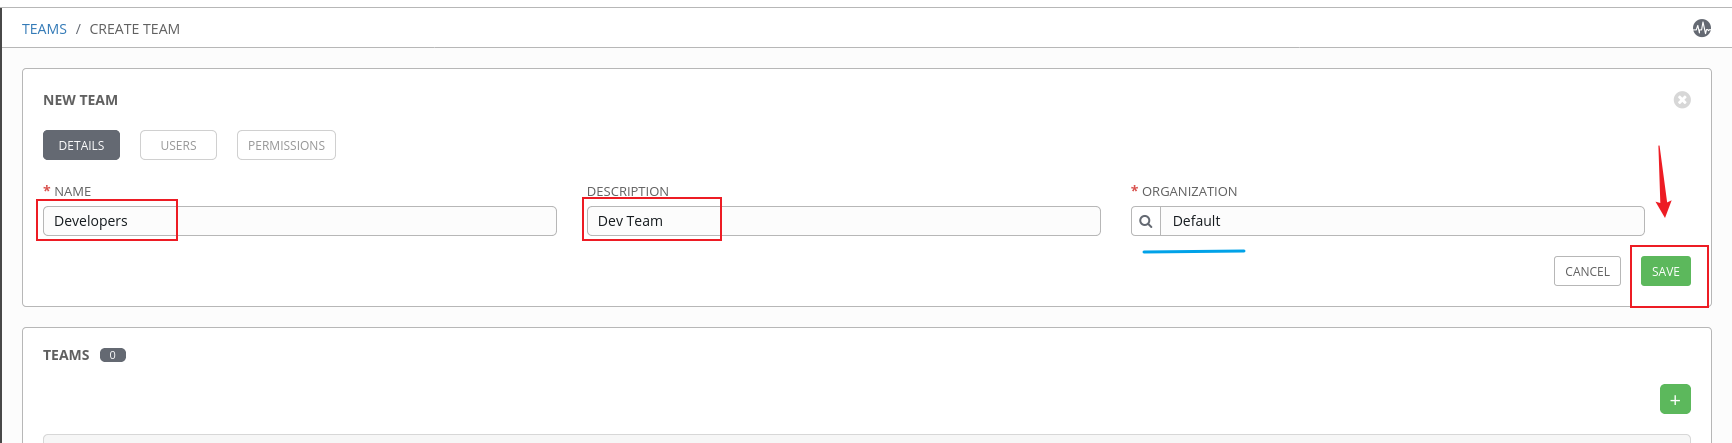 TEAMS / CREATE TEAM
NEW TEAM
DETAILS USERS PERMISSIONS
* NAME DESCRIPTION * ORGANIZATION
Developers Dev Team Default
CANCEL SAVE
TEAMS 0
+